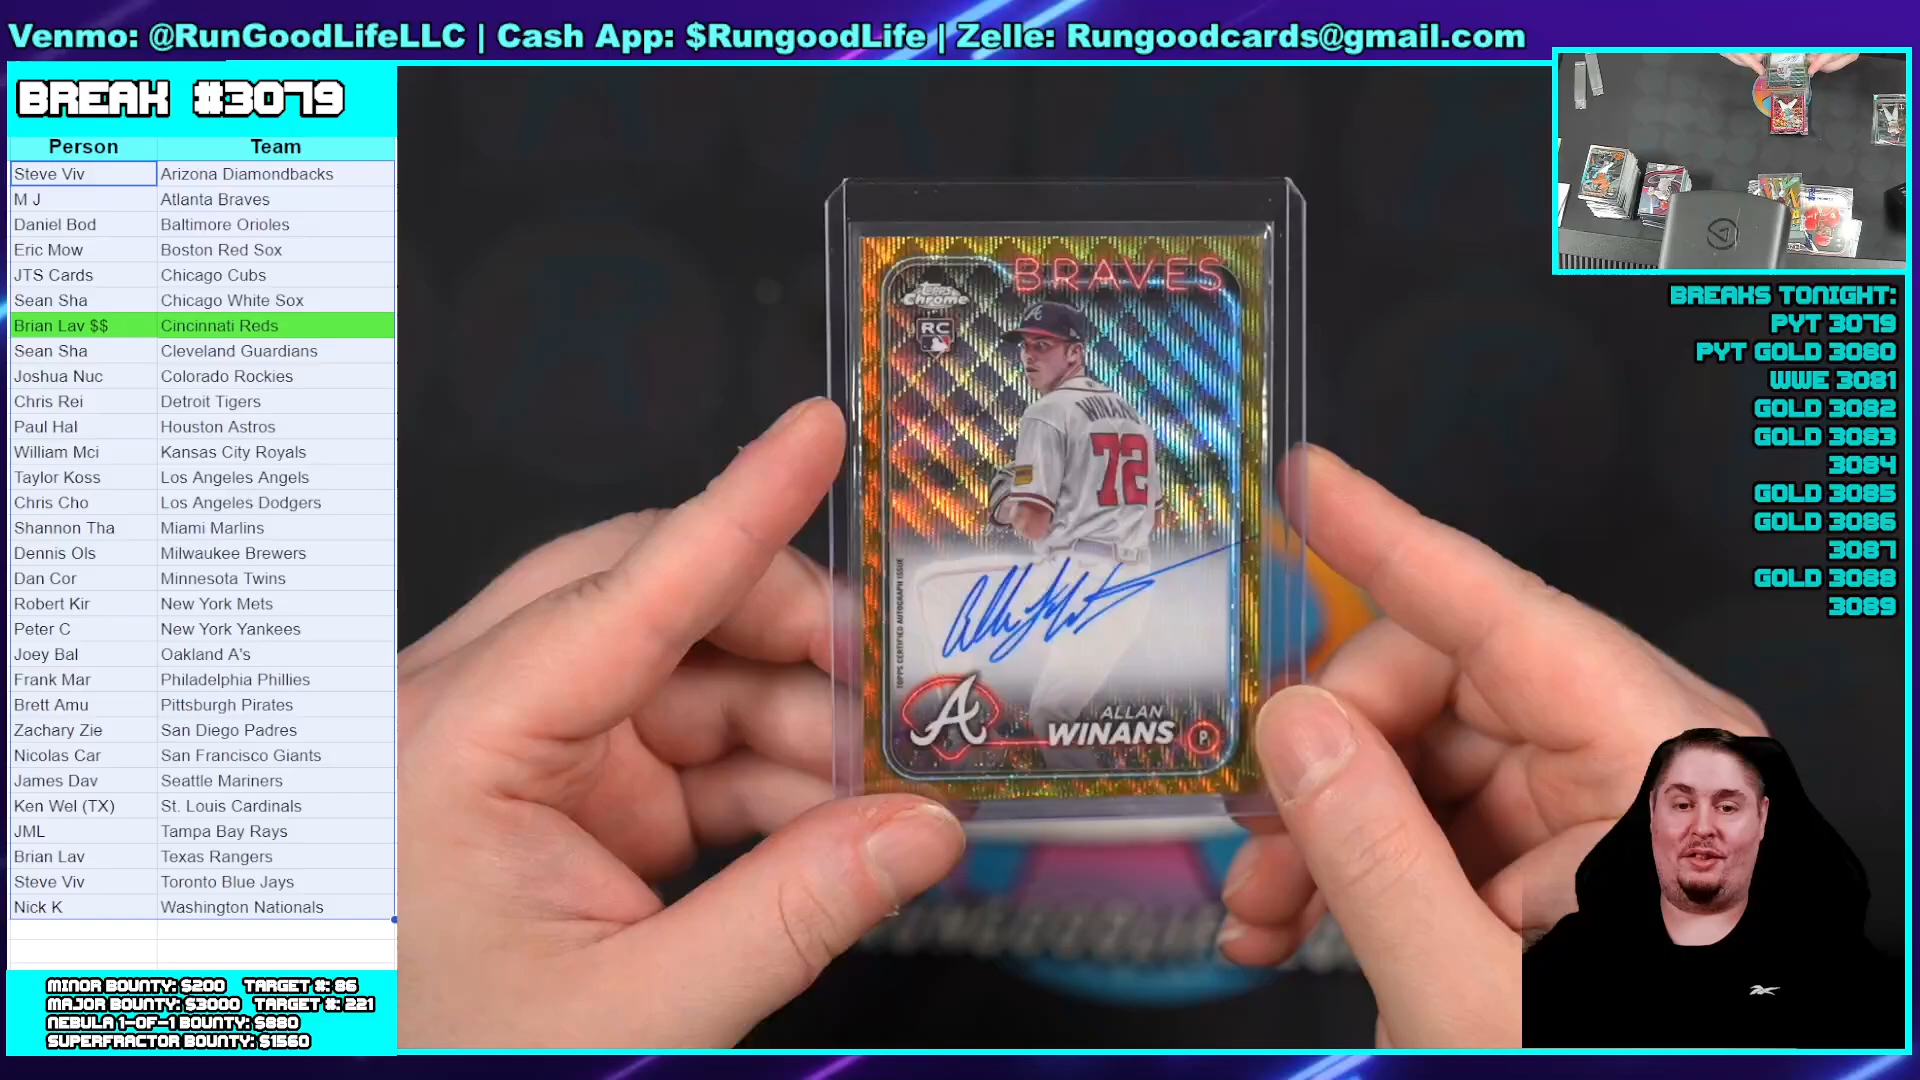 Venmo: @RunGoodLifeLLC | Cash App: $RungoodLife | Zelle: Rungoodcards@gmail.com
BREAK #3079
Person Team
Steve Viv Arizona Diamondbacks
M J Atlanta Braves
Daniel Bod Baltimore Orioles
Eric Mow Boston Red Sox
JTS Cards Chicago Cubs
Sean Sha Chicago White Sox
Brian Lav $$ Cincinnati Reds
Sean Sha Cleveland Guardians
Joshua Nuc Colorado Rockies
Chris Rei Detroit Tigers
Paul Hal Houston Astros
William Mci Kansas City Royals
Taylor Koss Los Angeles Angels
Chris Cho Los Angeles Dodgers
Shannon Tha Miami Marlins
Dennis Ols Milwaukee Brewers
Dan Cor Minnesota Twins
Robert Kir New York Mets
Peter C New York Yankees
Joey Bal Oakland A's
Frank Mar Philadelphia Phillies
Brett Amu Pittsburgh Pirates
Zachary Zie San Diego Padres
Nicolas Car San Francisco Giants
James Dav Seattle Mariners
Ken Wel (TX) St. Louis Cardinals
JML Tampa Bay Rays
Brian Lav Texas Rangers
Steve Viv Toronto Blue Jays
Nick K Washington Nationals
MINOR BOUNTY: $200 TARGET #: 86
MAJOR BOUNTY: $3000 TARGET #: 221
NEBULA 1-OF-1 BOUNTY: $880
SUPERFRACTOR BOUNTY: $1560
BRAVES
Topps
Chrome
RC
WINANS
72
TOPPS CERTIFIED AUTOGRAPH ISSUE
A
ALLAN
WINANS
P
BREAKS TONIGHT:
PYT 3079
PYT GOLD 3080
WWE 3081
GOLD 3082
GOLD 3083
3084
GOLD 3085
GOLD 3086
3087
GOLD 3088
3089